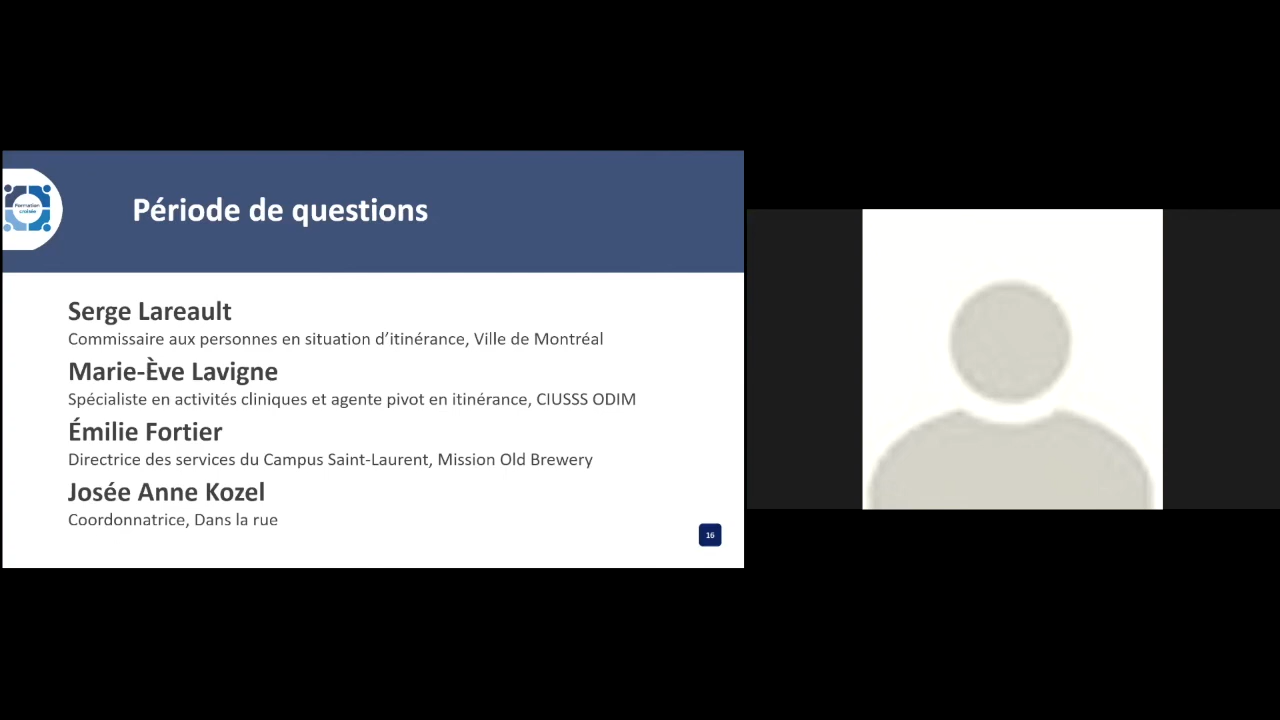 Formation
croisée
Période de questions
Serge Lareault
Commissaire aux personnes en situation d’itinérance, Ville de Montréal
Marie-Ève Lavigne
Spécialiste en activités cliniques et agente pivot en itinérance, CIUSSS ODIM
Émilie Fortier
Directrice des services du Campus Saint-Laurent, Mission Old Brewery
Josée Anne Kozel
Coordonnatrice, Dans la rue
16